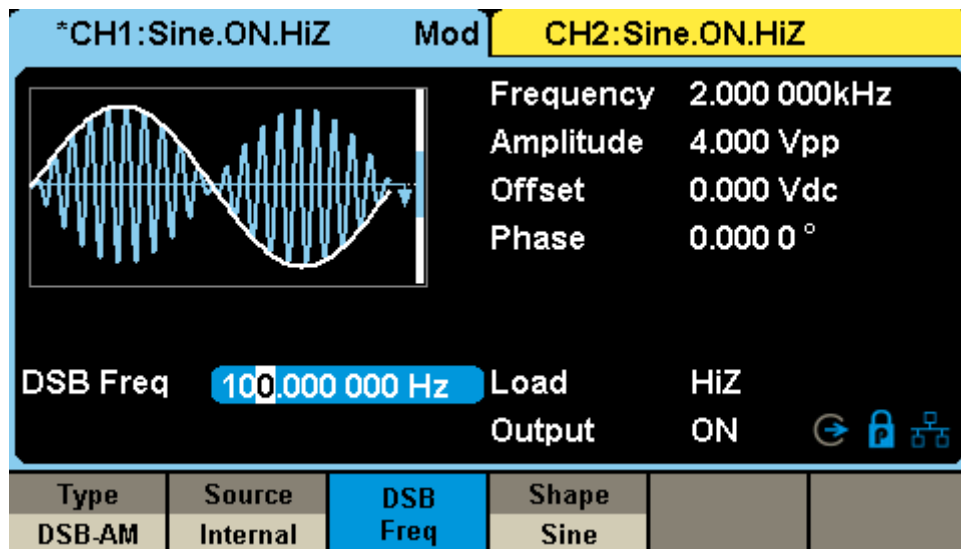 *CH1:Sine.ON.HiZ Mod CH2:Sine.ON.HiZ
Frequency 2.000 000kHz
Amplitude 4.000 Vpp
Offset 0.000 Vdc
Phase 0.000 0 °
DSB Freq 100.000 000 Hz Load HiZ
Output ON P
Type Source DSB Freq Shape
DSB-AM Internal Sine